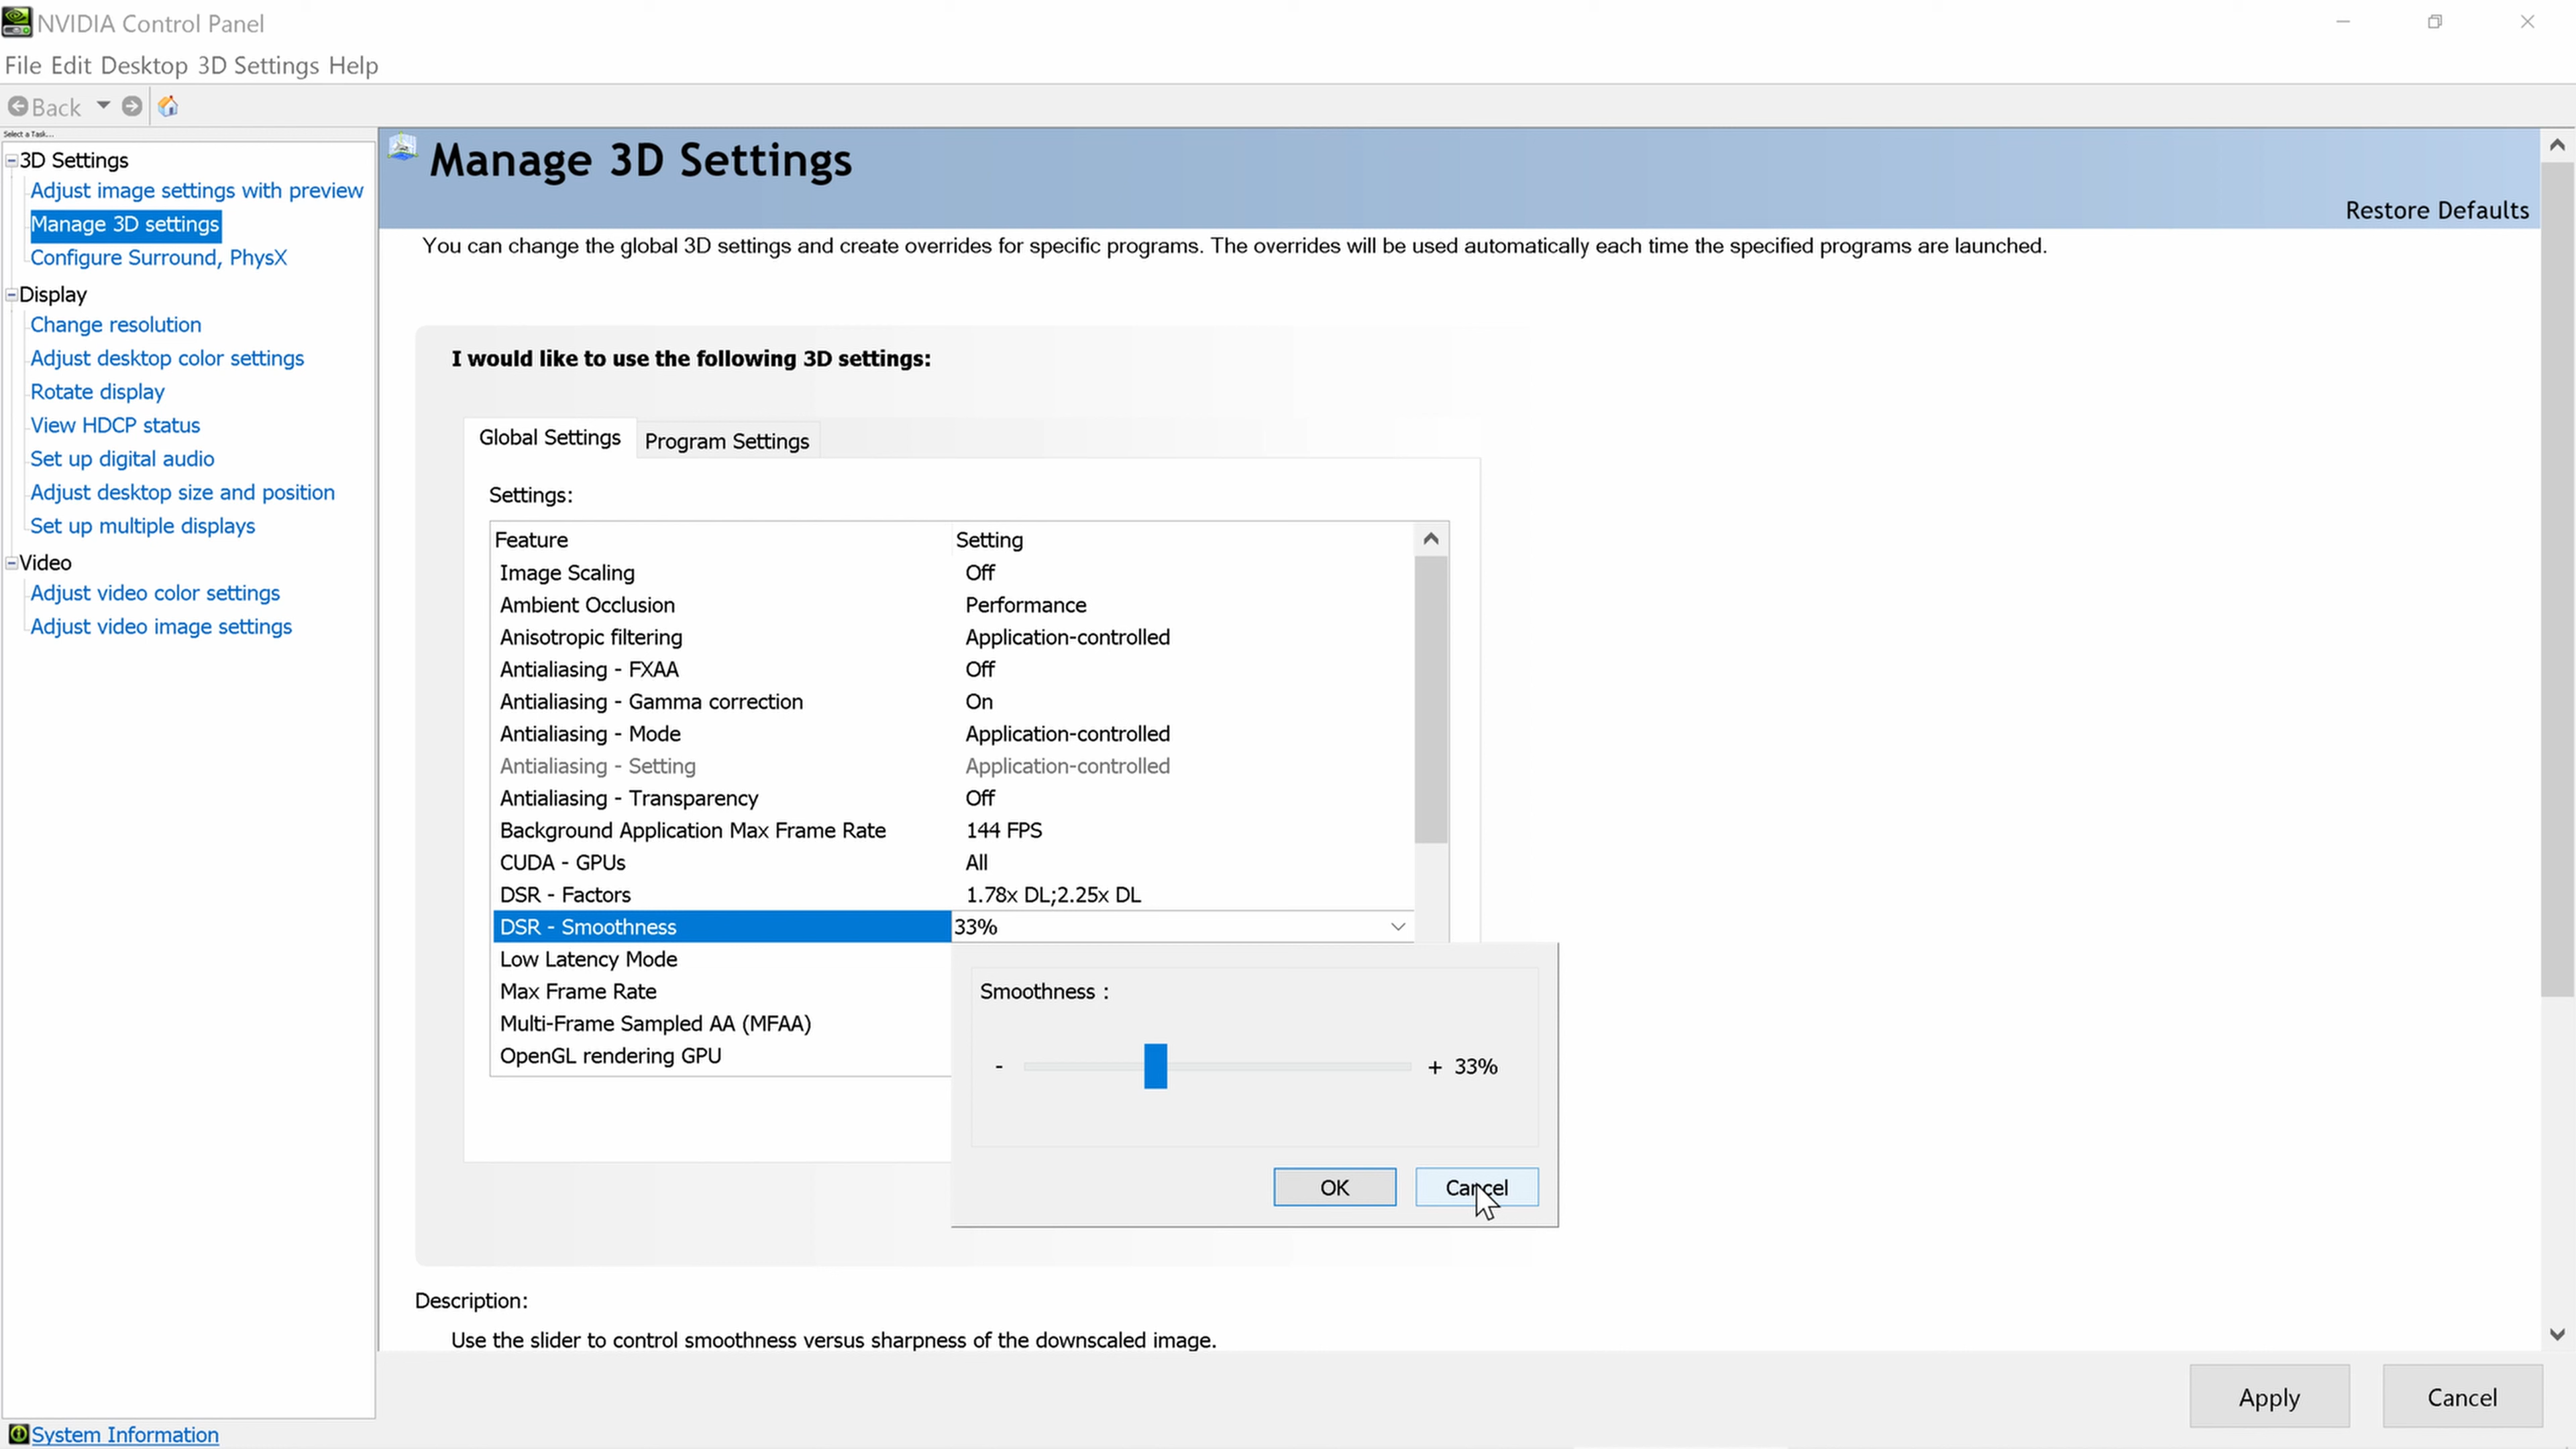 NVIDIA Control Panel
File Edit Desktop 3D Settings Help
Back
Select a Task...
3D Settings
Adjust image settings with preview
Manage 3D settings
Configure Surround, PhysX
Display
Change resolution
Adjust desktop color settings
Rotate display
View HDCP status
Set up digital audio
Adjust desktop size and position
Set up multiple displays
Video
Adjust video color settings
Adjust video image settings
System Information
Manage 3D Settings
Restore Defaults
You can change the global 3D settings and create overrides for specific programs. The overrides will be used automatically each time the specified programs are launched.
I would like to use the following 3D settings:
Global Settings Program Settings
Settings:
Feature Setting
Image Scaling Off
Ambient Occlusion Performance
Anisotropic filtering Application-controlled
Antialiasing - FXAA Off
Antialiasing - Gamma correction On
Antialiasing - Mode Application-controlled
Antialiasing - Setting Application-controlled
Antialiasing - Transparency Off
Background Application Max Frame Rate 144 FPS
CUDA - GPUs All
DSR - Factors 1.78x DL;2.25x DL
DSR - Smoothness 33%
Low Latency Mode
Max Frame Rate
Multi-Frame Sampled AA (MFAA)
OpenGL rendering GPU
Smoothness :
- + 33%
OK Cancel
Description:
Use the slider to control smoothness versus sharpness of the downscaled image.
Apply Cancel